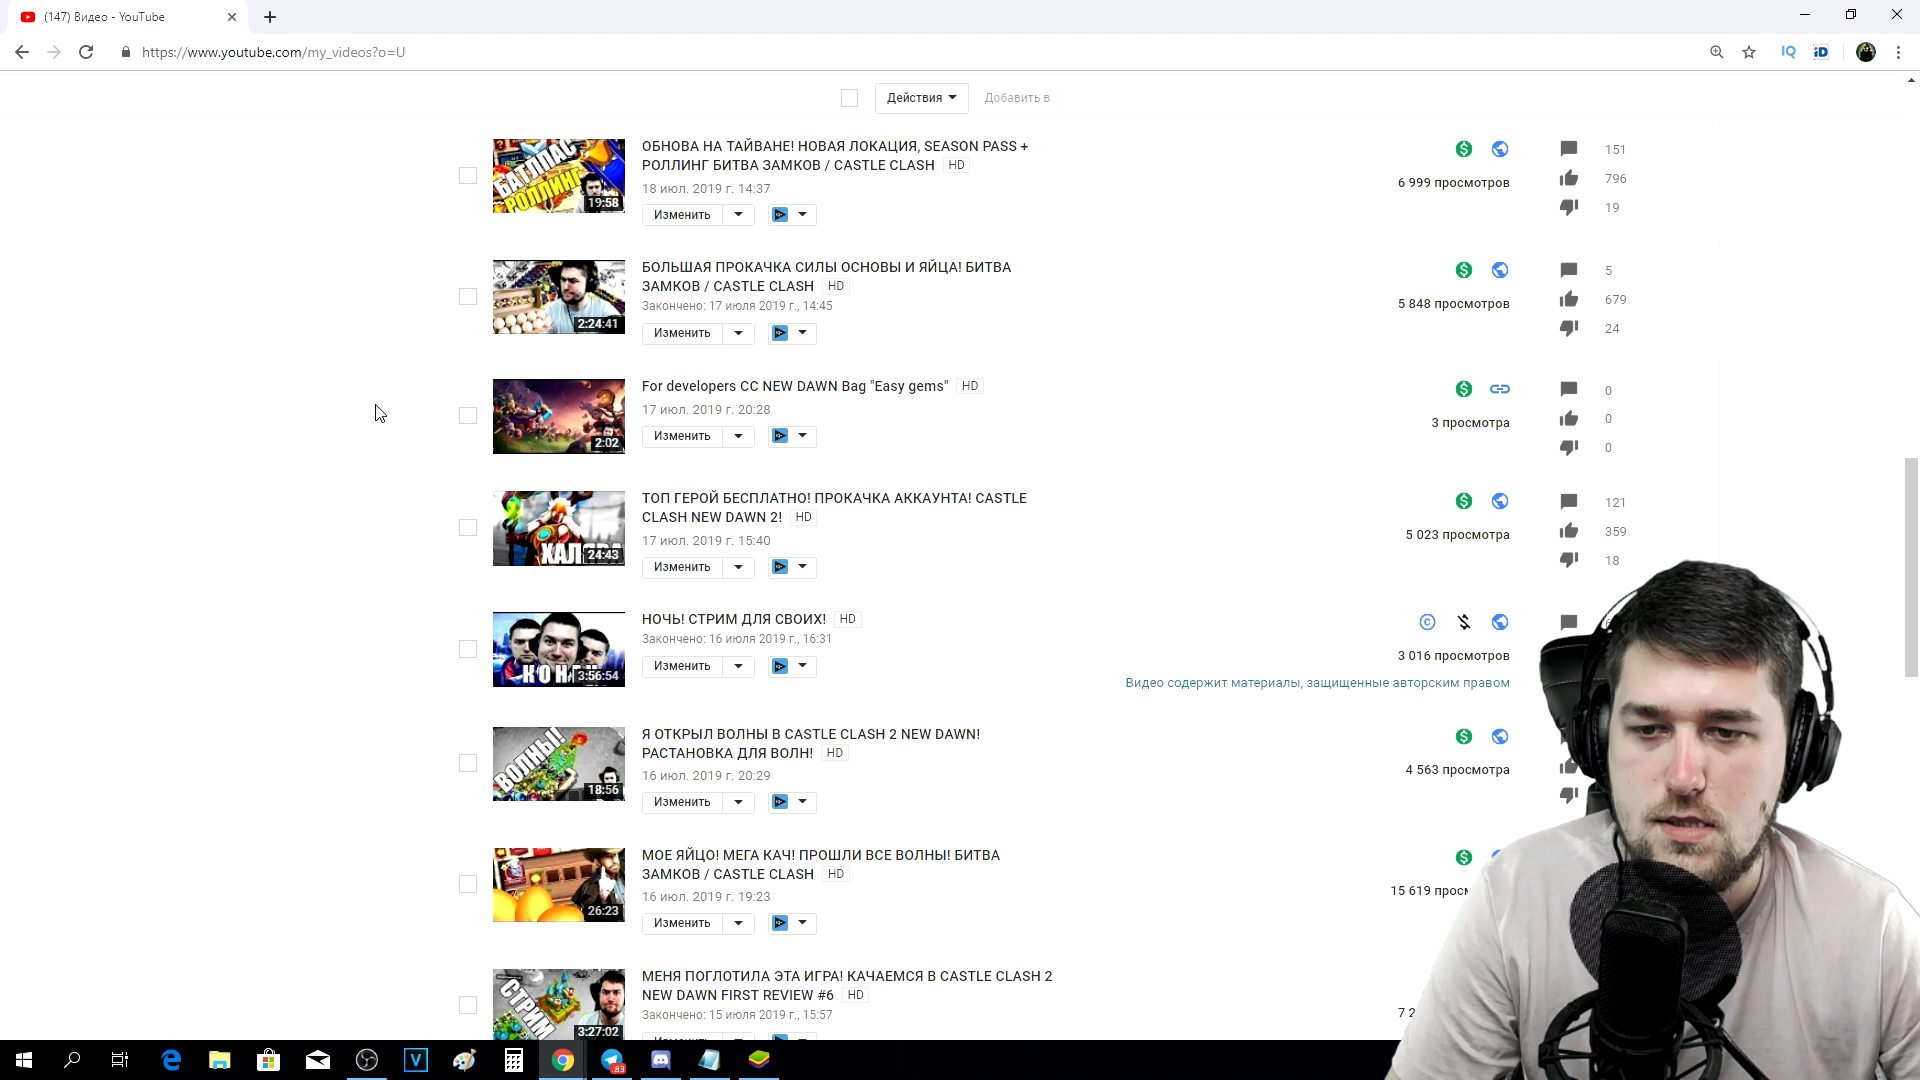 (147) Видео - YouTube
https://www.youtube.com/my_videos?o=U
IQ
iD
Действия
Добавить в
БАТЛПАС
РОЛЛИНГ
19:58
ОБНОВА НА ТАЙВАНЕ! НОВАЯ ЛОКАЦИЯ, SEASON PASS +
РОЛЛИНГ БИТВА ЗАМКОВ / CASTLE CLASH HD
18 июл. 2019 г. 14:37
Изменить
6 999 просмотров
151
796
19
2:24:41
БОЛЬШАЯ ПРОКАЧКА СИЛЫ ОСНОВЫ И ЯЙЦА! БИТВА
ЗАМКОВ / CASTLE CLASH HD
Закончено: 17 июля 2019 г., 14:45
Изменить
5 848 просмотров
5
679
24
2:02
For developers CC NEW DAWN Bag "Easy gems" HD
17 июл. 2019 г. 20:28
Изменить
3 просмотра
0
0
0
24:43
ТОП ГЕРОЙ БЕСПЛАТНО! ПРОКАЧКА АККАУНТА! CASTLE
CLASH NEW DAWN 2! HD
17 июл. 2019 г. 15:40
Изменить
5 023 просмотра
121
359
18
3:56:54
НОЧЬ! СТРИМ ДЛЯ СВОИХ! HD
Закончено: 16 июля 2019 г., 16:31
Изменить
3 016 просмотров
Видео содержит материалы, защищенные авторским правом
ВОЛНЫ!
18:56
Я ОТКРЫЛ ВОЛНЫ В CASTLE CLASH 2 NEW DAWN!
РАСТАНОВКА ДЛЯ ВОЛН! HD
16 июл. 2019 г. 20:29
Изменить
4 563 просмотра
26:23
МОЕ ЯЙЦО! МЕГА КАЧ! ПРОШЛИ ВСЕ ВОЛНЫ! БИТВА
ЗАМКОВ / CASTLE CLASH HD
16 июл. 2019 г. 19:23
Изменить
15 619
СТРИМ
3:27:02
МЕНЯ ПОГЛОТИЛА ЭТА ИГРА! КАЧАЕМСЯ В CASTLE CLASH 2
NEW DAWN FIRST REVIEW #6 HD
Закончено: 15 июля 2019 г., 15:57
83